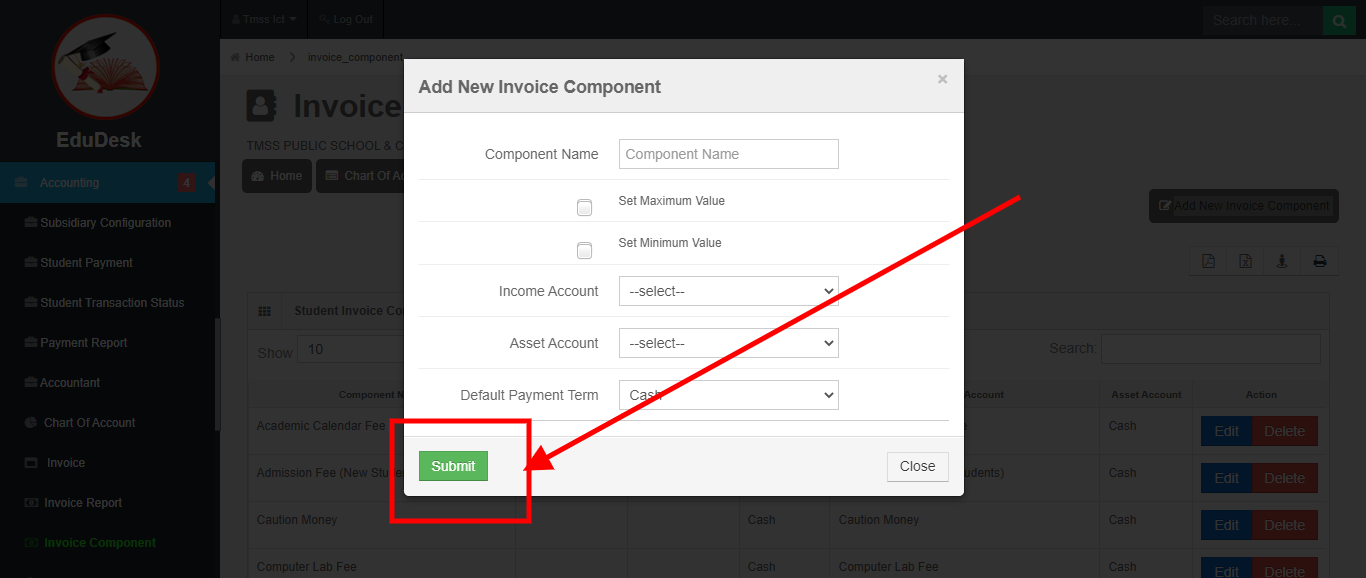 Tmss Ict
Log Out
Search here...
Home
invoice_component
EduDesk
Accounting
4
Subsidiary Configuration
Student Payment
Student Transaction Status
Payment Report
Accountant
Chart Of Account
Invoice
Invoice Report
Invoice Component
Invoice
TMSS PUBLIC SCHOOL & C
Home
Chart Of Ac
Add New Invoice Component
Student Invoice Co
Show 10
Search:
Component N
Account
Asset Account
Action
Academic Calendar Fee
Cash
Edit
Delete
Admission Fee (New Stude
udents)
Cash
Edit
Delete
Caution Money
Cash
Caution Money
Cash
Edit
Delete
Computer Lab Fee
Cash
Computer Lab Fee
Cash
Edit
Delete
Add New Invoice Component
×
Component Name
Component Name
Set Maximum Value
Set Minimum Value
Income Account
--select--
Asset Account
--select--
Default Payment Term
Cash
Submit
Close